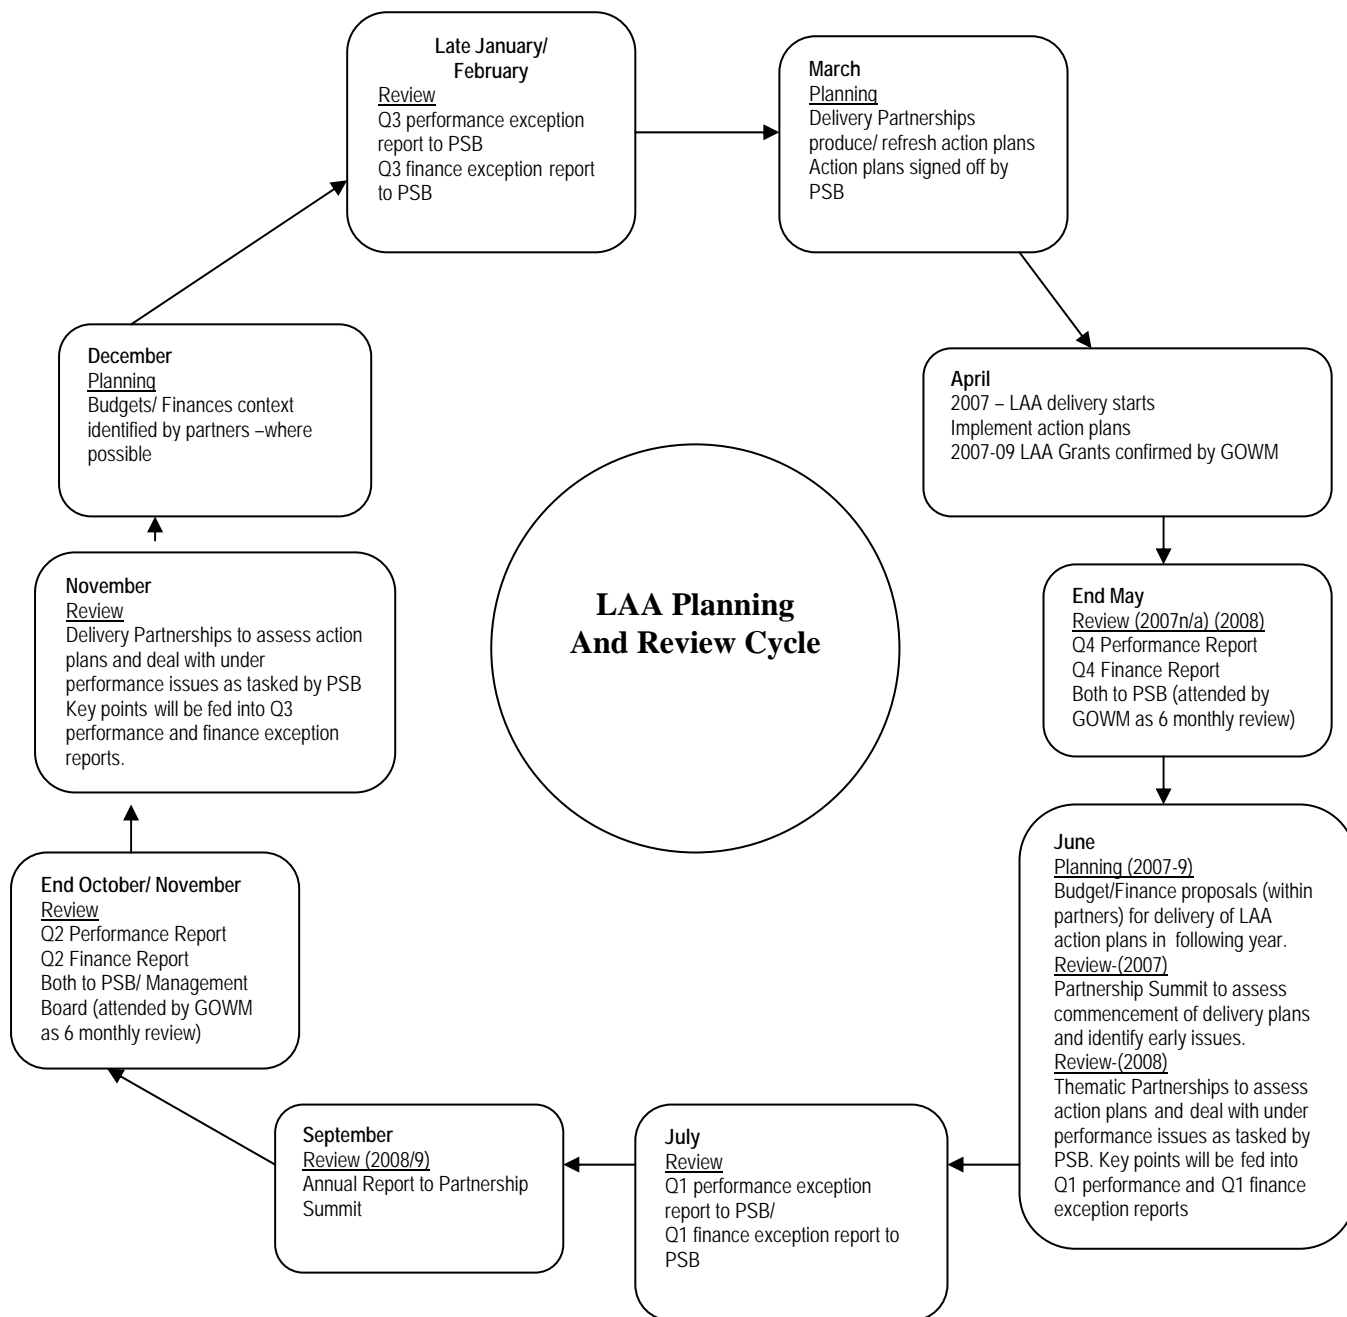 Late January/
February
Review
Q3 performance exception
report to PSB
Q3 finance exception report
to PSB
March
Planning
Delivery Partnerships
produce/ refresh action plans
Action plans signed off by
PSB
April
2007 – LAA delivery starts
Implement action plans
2007-09 LAA Grants confirmed by GOWM
End May
Review (2007n/a) (2008)
Q4 Performance Report
Q4 Finance Report
Both to PSB (attended by
GOWM as 6 monthly review)
June
Planning (2007-9)
Budget/Finance proposals (within
partners) for delivery of LAA
action plans in following year.
Review-(2007)
Partnership Summit to assess
commencement of delivery plans
and identify early issues.
Review-(2008)
Thematic Partnerships to assess
action plans and deal with under
performance issues as tasked by
PSB. Key points will be fed into
Q1 performance and Q1 finance
exception reports
July
Review
Q1 performance exception
report to PSB/
Q1 finance exception report to
PSB
September
Review (2008/9)
Annual Report to Partnership
Summit
End October/ November
Review
Q2 Performance Report
Q2 Finance Report
Both to PSB/ Management
Board (attended by GOWM
as 6 monthly review)
November
Review
Delivery Partnerships to assess action
plans and deal with under
performance issues as tasked by PSB
Key points will be fed into Q3
performance and finance exception
reports.
December
Planning
Budgets/ Finances context
identified by partners –where
possible
LAA Planning
And Review Cycle